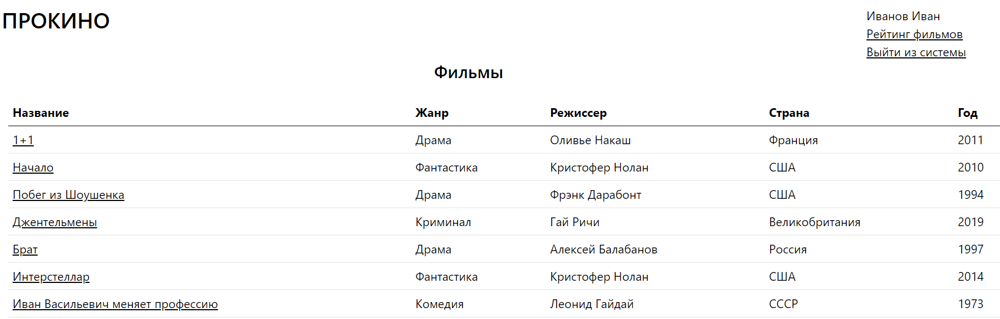 ПРОКИНО
Иванов Иван
Рейтинг фильмов
Выйти из системы
Фильмы
Название Жанр Режиссер Страна Год
1+1 Драма Оливье Накаш Франция 2011
Начало Фантастика Кристофер Нолан США 2010
Побег из Шоушенка Драма Фрэнк Дарабонт США 1994
Джентельмены Криминал Гай Ричи Великобритания 2019
Брат Драма Алексей Балабанов Россия 1997
Интерстеллар Фантастика Кристофер Нолан США 2014
Иван Васильевич меняет профессию Комедия Леонид Гайдай СССР 1973